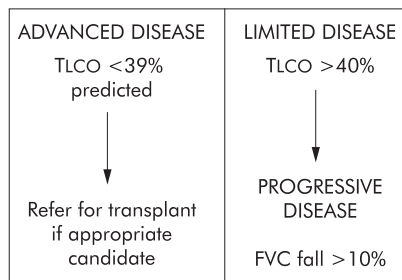 ADVANCED DISEASE
TLCO <39%
predicted
Refer for transplant
if appropriate
candidate
LIMITED DISEASE
TLCO >40%
PROGRESSIVE
DISEASE
FVC fall >10%